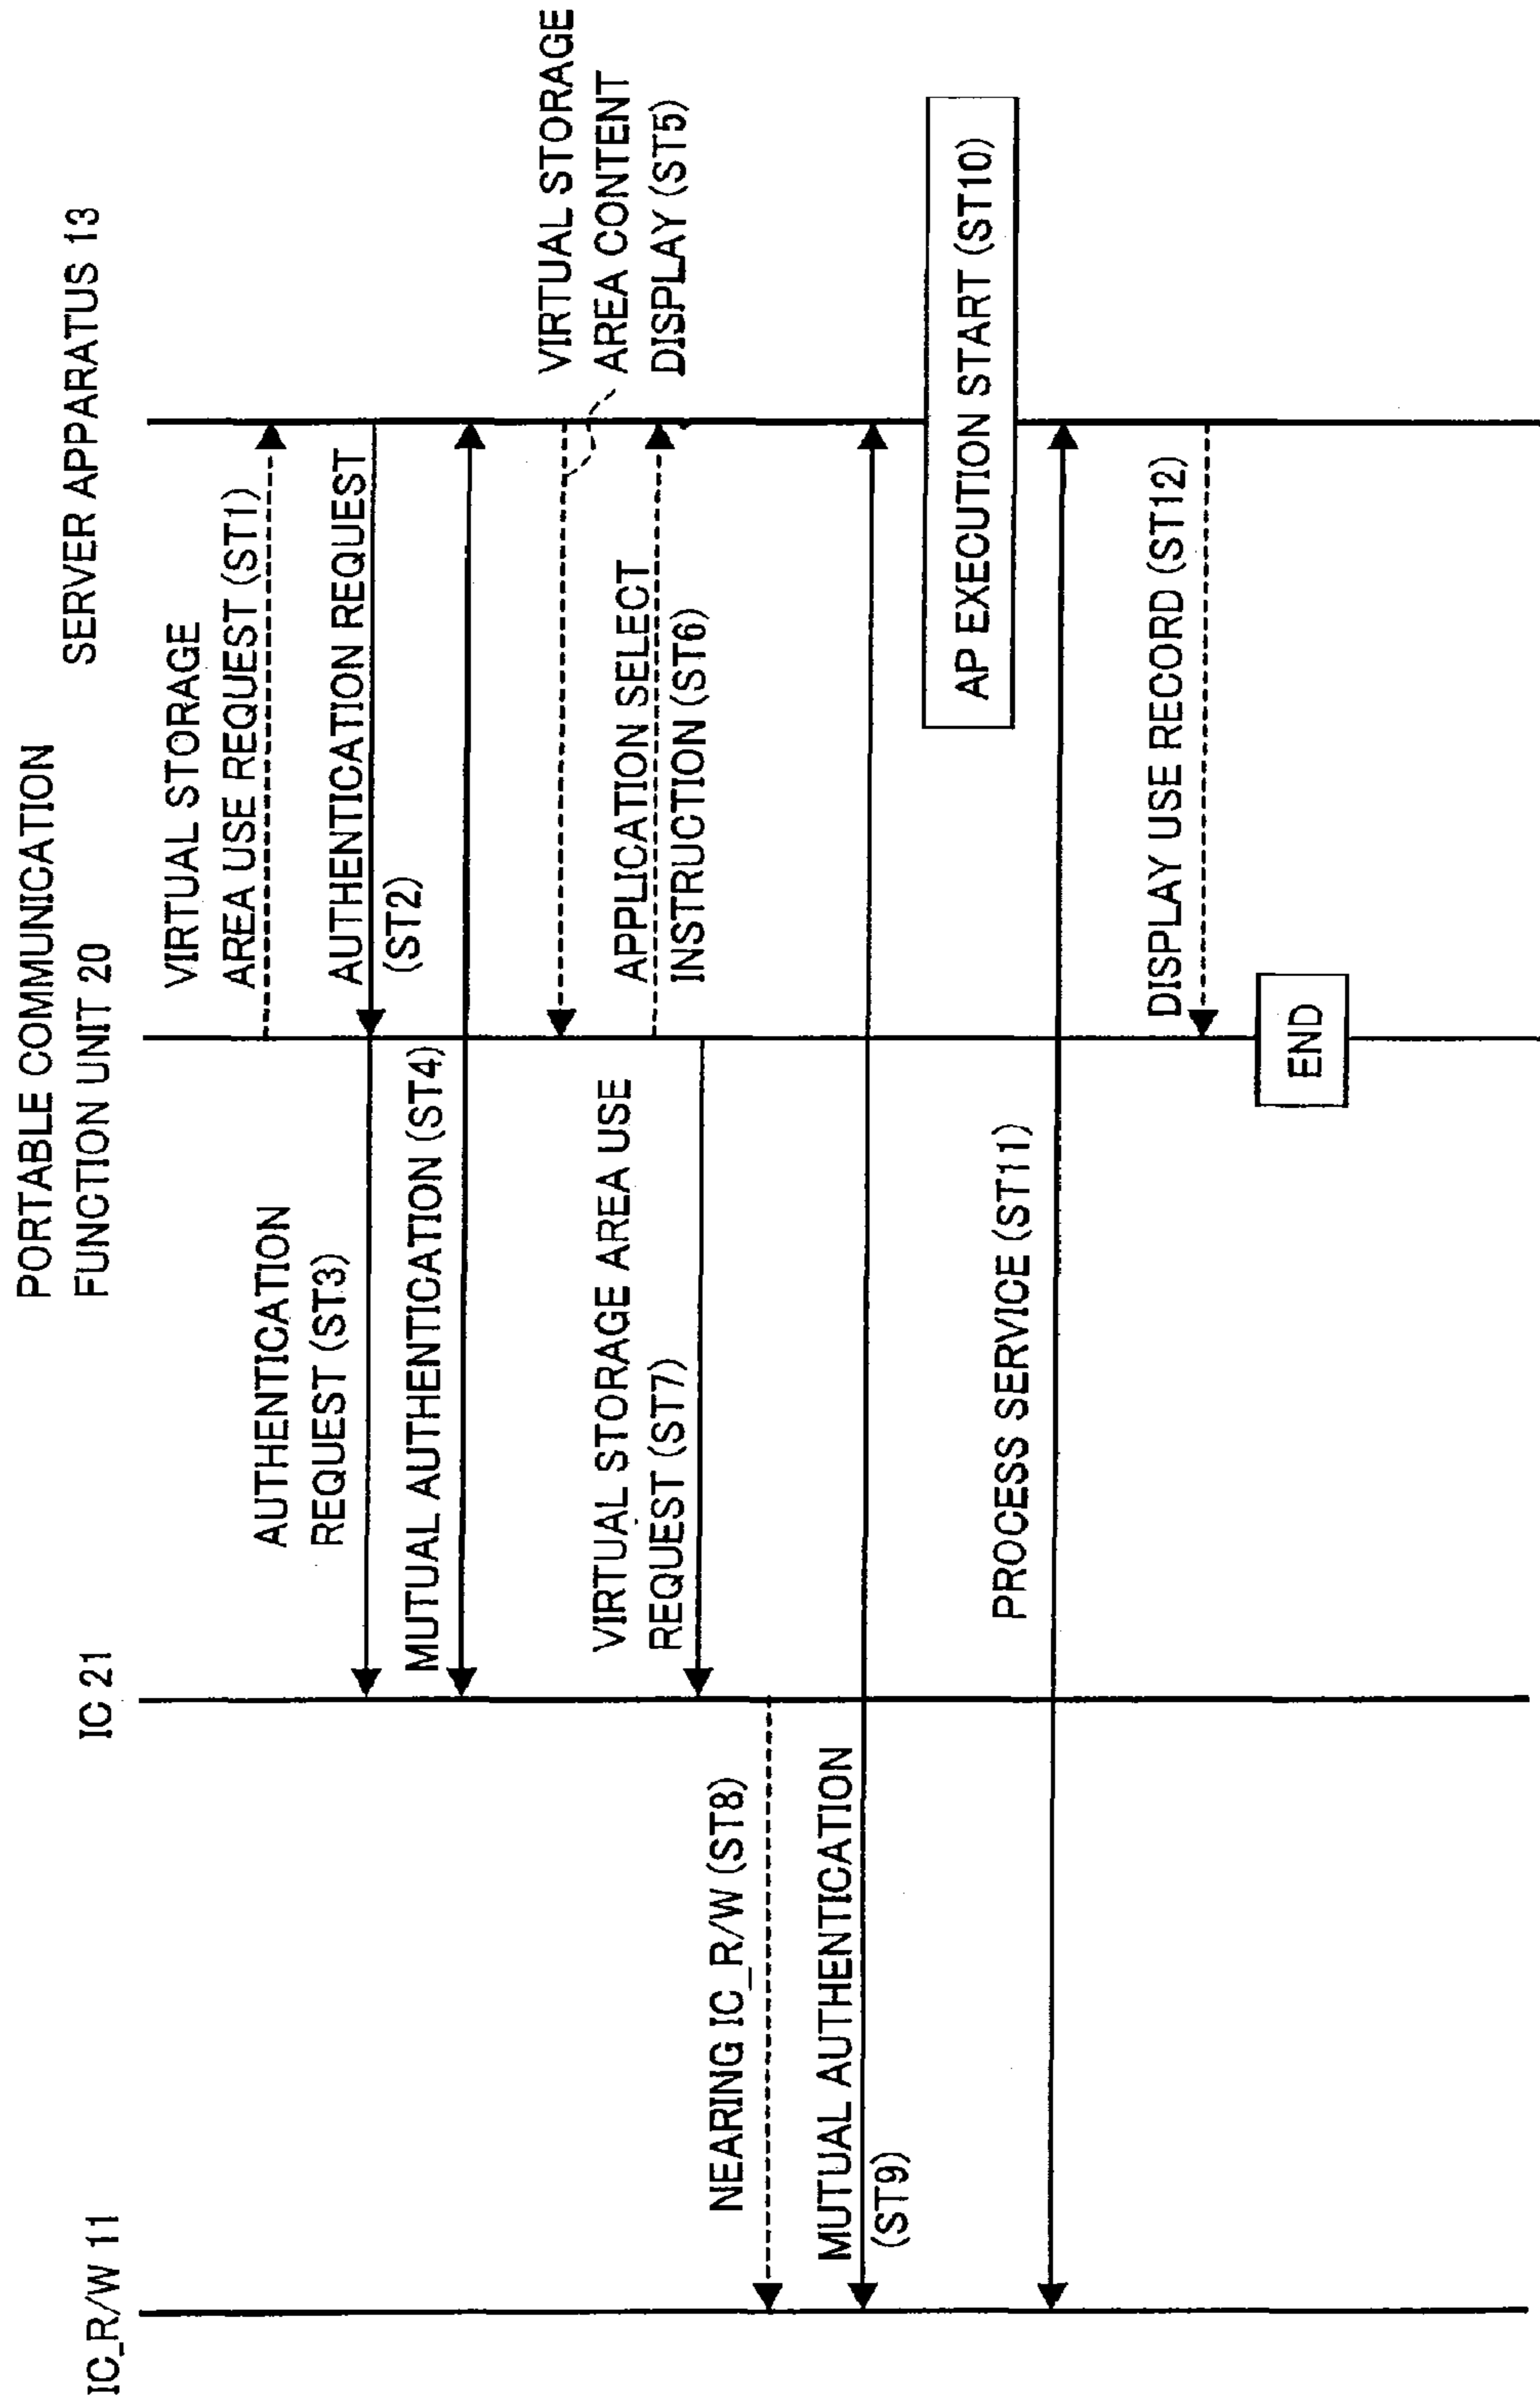 IC_R/W 11
IC 21
PORTABLE COMMUNICATION
FUNCTION UNIT 20
SERVER APPARATUS 13
VIRTUAL STORAGE
AREA USE REQUEST (ST1)
AUTHENTICATION REQUEST
(ST2)
AUTHENTICATION
REQUEST (ST3)
MUTUAL AUTHENTICATION (ST4)
VIRTUAL STORAGE
AREA CONTENT
DISPLAY (ST5)
APPLICATION SELECT
INSTRUCTION (ST6)
VIRTUAL STORAGE AREA USE
REQUEST (ST7)
NEARING IC_R/W (ST8)
MUTUAL AUTHENTICATION
(ST9)
AP EXECUTION START (ST10)
PROCESS SERVICE (ST11)
DISPLAY USE RECORD (ST12)
END